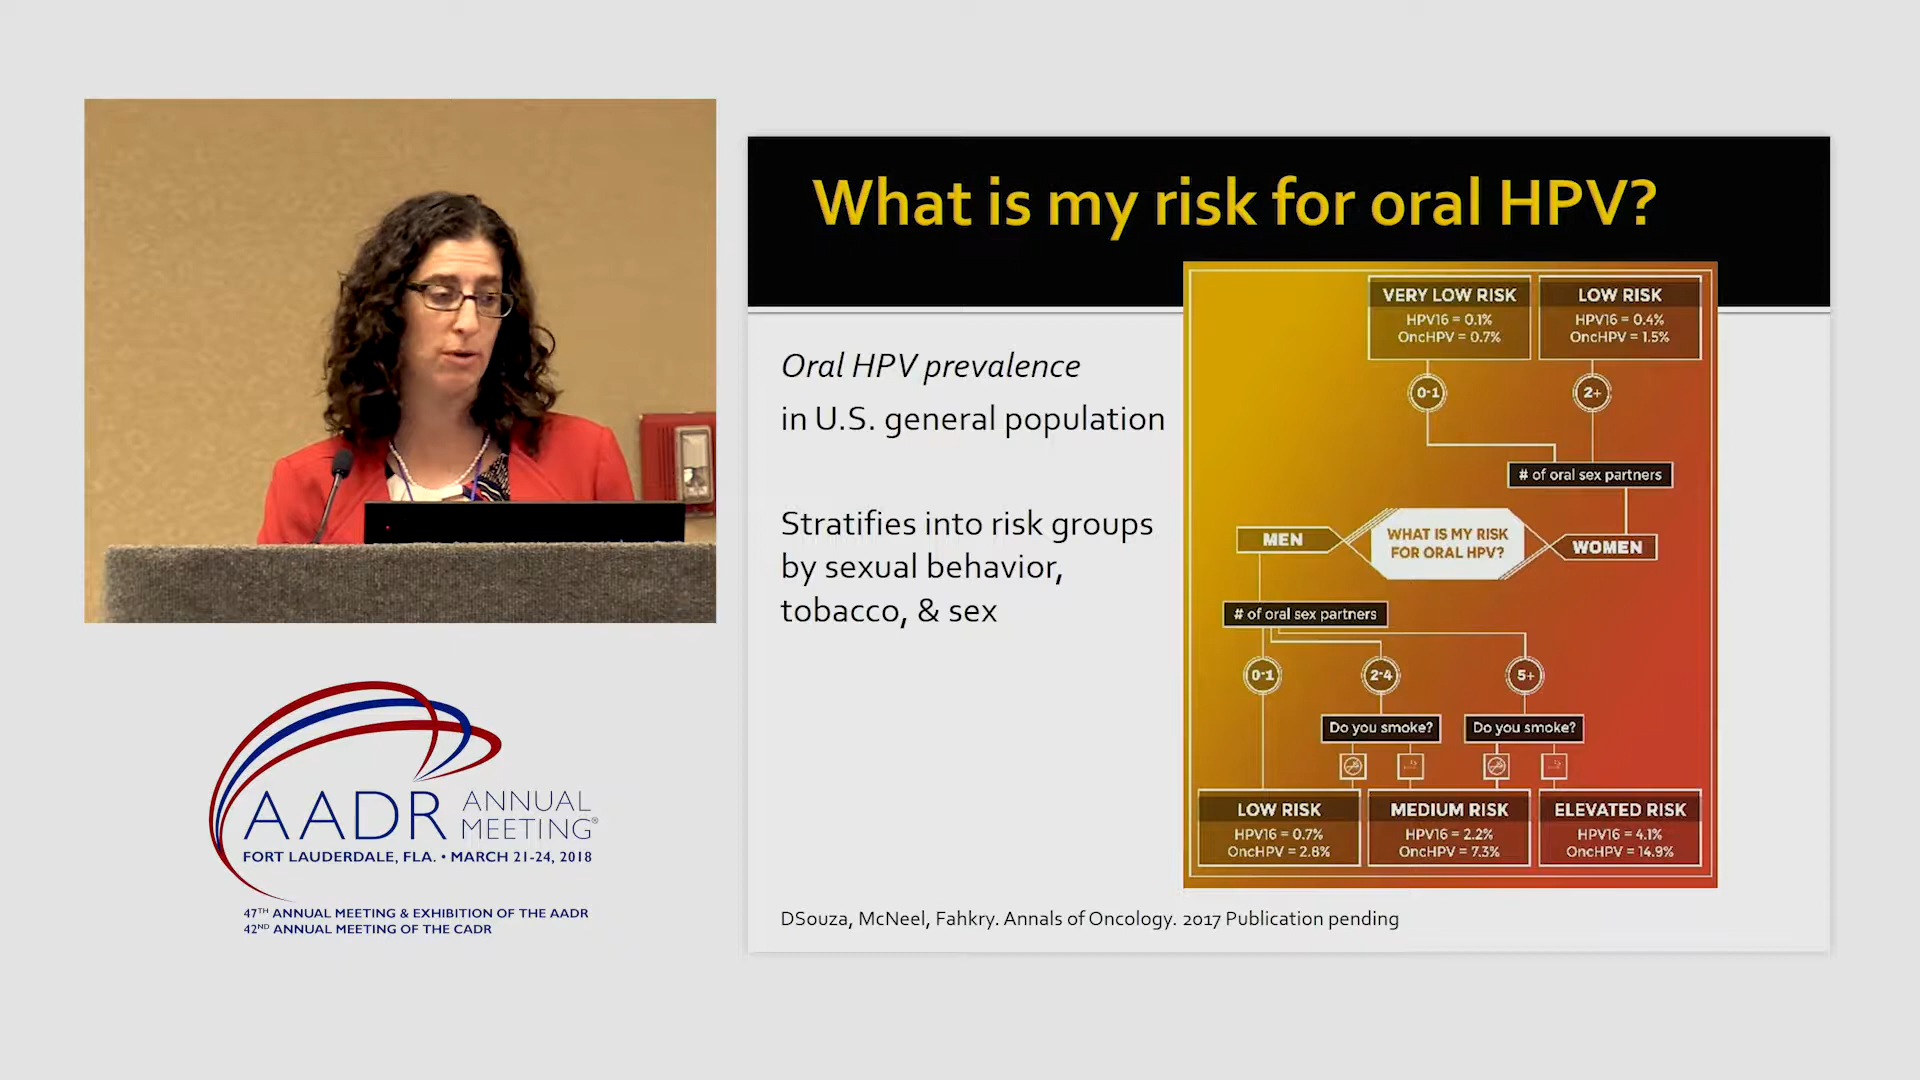 What is my risk for oral HPV?
Oral HPV prevalence
in U.S. general population
Stratifies into risk groups
by sexual behavior,
tobacco, & sex
VERY LOW RISK
HPV16 = 0.1%
OncHPV = 0.7%
LOW RISK
HPV16 = 0.4%
OncHPV = 1.5%
0-1
2+
# of oral sex partners
MEN
WHAT IS MY RISK
FOR ORAL HPV?
WOMEN
# of oral sex partners
0-1
2-4
5+
Do you smoke?
Do you smoke?
LOW RISK
HPV16 = 0.7%
OncHPV = 2.8%
MEDIUM RISK
HPV16 = 2.2%
OncHPV = 7.3%
ELEVATED RISK
HPV16 = 4.1%
OncHPV = 14.9%
DSouza, McNeel, Fahkry. Annals of Oncology. 2017 Publication pending
AADR ANNUAL
MEETING®
FORT LAUDERDALE, FLA. • MARCH 21-24, 2018
47TH ANNUAL MEETING & EXHIBITION OF THE AADR
42ND ANNUAL MEETING OF THE CADR